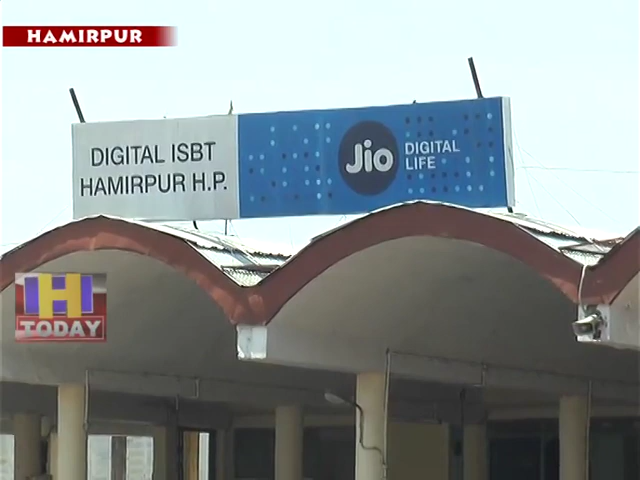 HAMIRPUR
DIGITAL ISBT
HAMIRPUR H.P.
Jio
DIGITAL
LIFE
H
TODAY